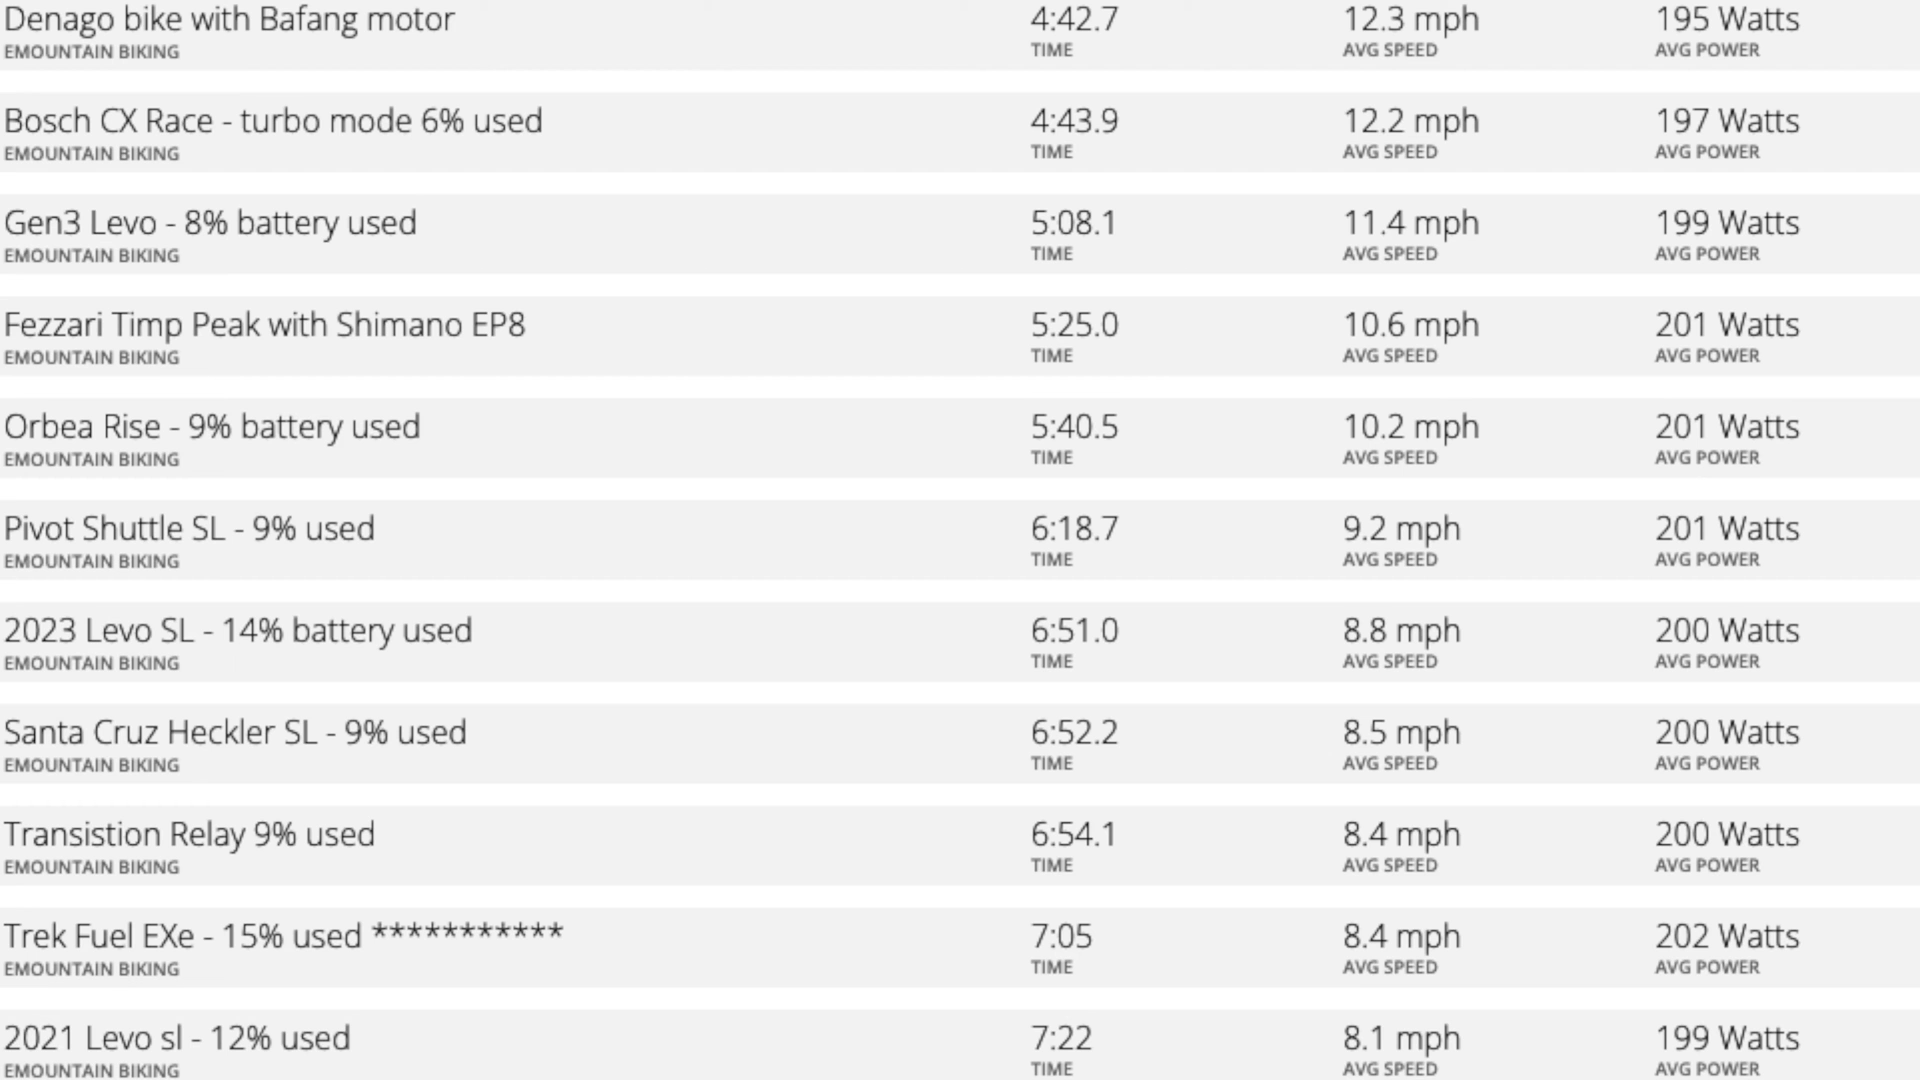 Denago bike with Bafang motor 4:42.7 12.3 mph 195 Watts
EMOUNTAIN BIKING TIME AVG SPEED AVG POWER
Bosch CX Race - turbo mode 6% used 4:43.9 12.2 mph 197 Watts
EMOUNTAIN BIKING TIME AVG SPEED AVG POWER
Gen3 Levo - 8% battery used 5:08.1 11.4 mph 199 Watts
EMOUNTAIN BIKING TIME AVG SPEED AVG POWER
Fezzari Timp Peak with Shimano EP8 5:25.0 10.6 mph 201 Watts
EMOUNTAIN BIKING TIME AVG SPEED AVG POWER
Orbea Rise - 9% battery used 5:40.5 10.2 mph 201 Watts
EMOUNTAIN BIKING TIME AVG SPEED AVG POWER
Pivot Shuttle SL - 9% used 6:18.7 9.2 mph 201 Watts
EMOUNTAIN BIKING TIME AVG SPEED AVG POWER
2023 Levo SL - 14% battery used 6:51.0 8.8 mph 200 Watts
EMOUNTAIN BIKING TIME AVG SPEED AVG POWER
Santa Cruz Heckler SL - 9% used 6:52.2 8.5 mph 200 Watts
EMOUNTAIN BIKING TIME AVG SPEED AVG POWER
Transistion Relay 9% used 6:54.1 8.4 mph 200 Watts
EMOUNTAIN BIKING TIME AVG SPEED AVG POWER
Trek Fuel EXe - 15% used *********** 7:05 8.4 mph 202 Watts
EMOUNTAIN BIKING TIME AVG SPEED AVG POWER
2021 Levo sl - 12% used 7:22 8.1 mph 199 Watts
EMOUNTAIN BIKING TIME AVG SPEED AVG POWER